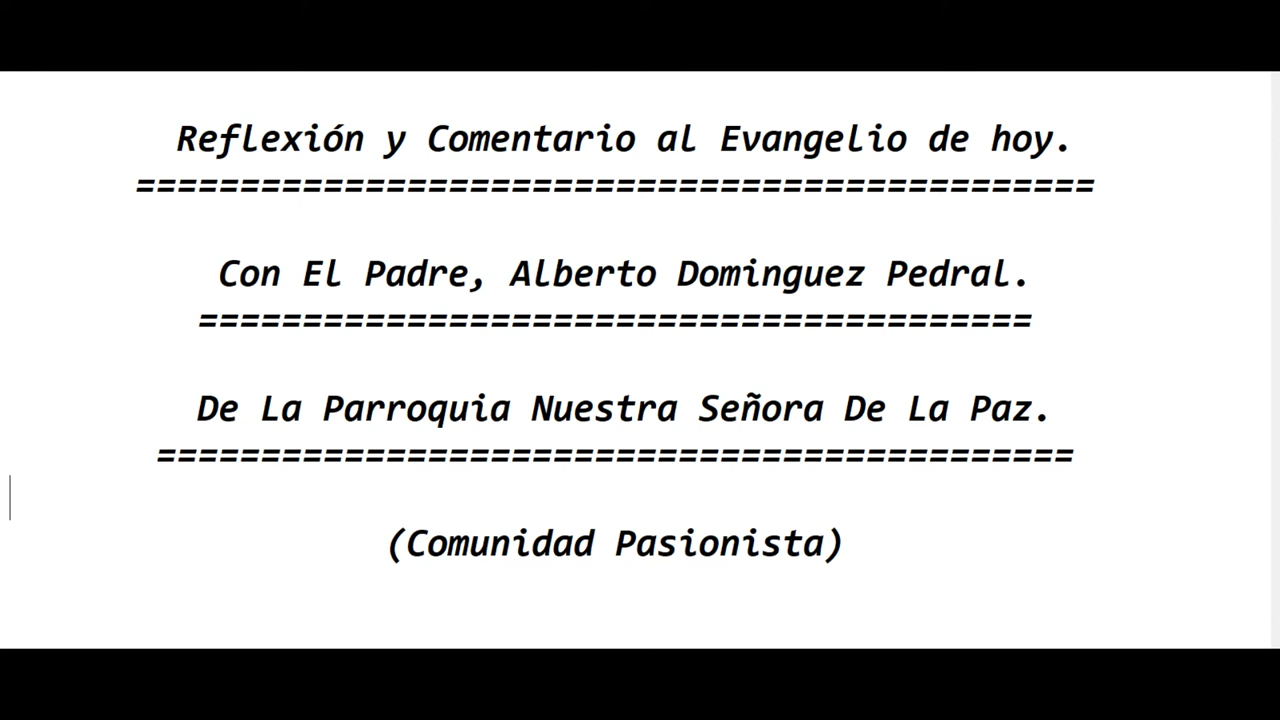 Reflexión y Comentario al Evangelio de hoy.
==============================================
Con El Padre, Alberto Dominguez Pedral.
========================================
De La Parroquia Nuestra Señora De La Paz.
============================================
(Comunidad Pasionista)